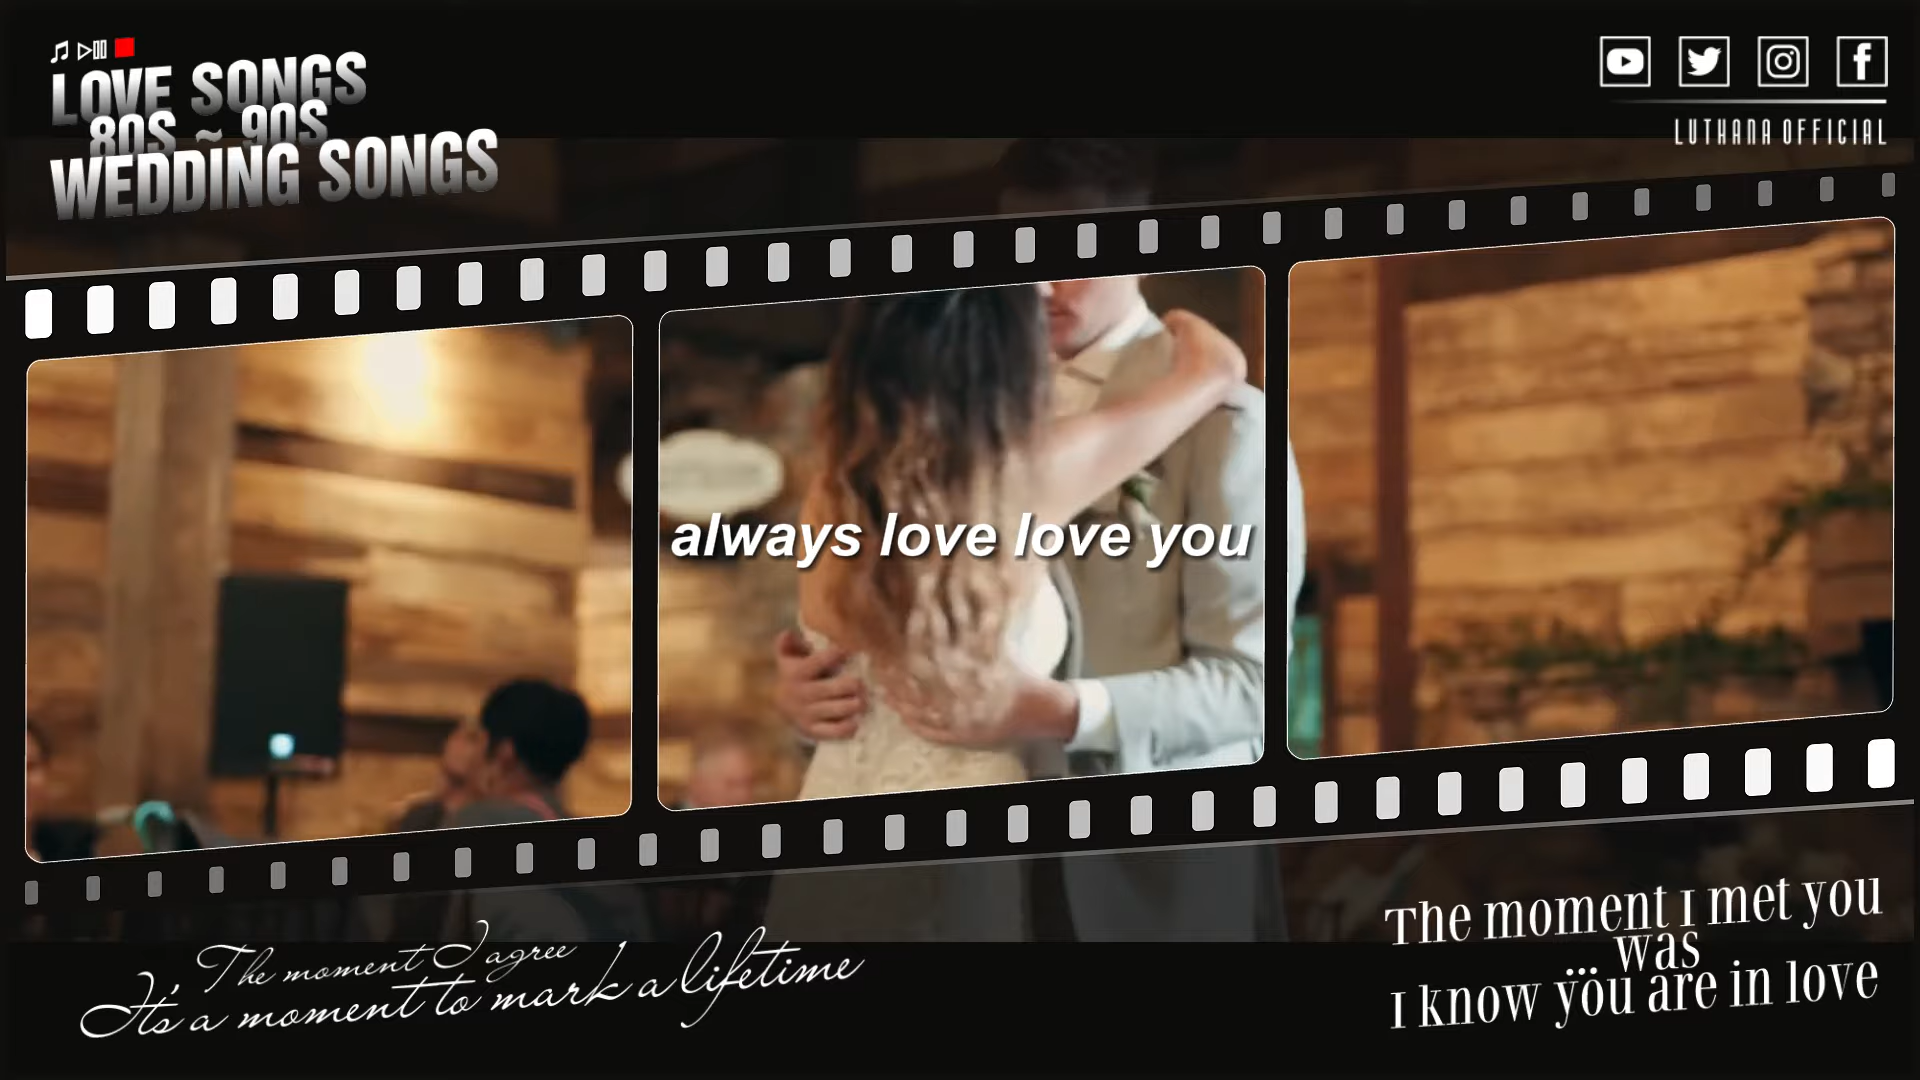 LOVE SONGS
80S ~ 90S
WEDDING SONGS
LUTHANA OFFICIAL
always love love you
The moment I agree
It's a moment to mark a lifetime
The moment I met you
was
I know you are in love